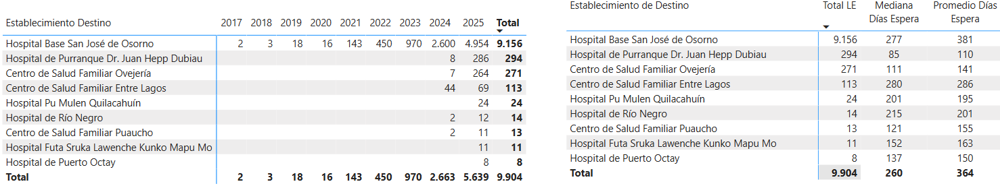 Establecimiento Destino 2017 2018 2019 2020 2021 2022 2023 2024 2025 Total
Hospital Base San José de Osorno 2 3 18 16 143 450 970 2.600 4.954 9.156
Hospital de Purranque Dr. Juan Hepp Dubiau 8 286 294
Centro de Salud Familiar Ovejería 7 264 271
Centro de Salud Familiar Entre Lagos 44 69 113
Hospital Pu Mulen Quilacahuín 24 24
Hospital de Río Negro 2 12 14
Centro de Salud Familiar Puaucho 2 11 13
Hospital Futa Sruka Lawenche Kunko Mapu Mo 11 11
Hospital de Puerto Octay 8 8
Total 2 3 18 16 143 450 970 2.663 5.639 9.904
Establecimiento de Destino Total LE Mediana Promedio Días
Días Espera Espera
Hospital Base San José de Osorno 9.156 277 381
Hospital de Purranque Dr. Juan Hepp Dubiau 294 85 110
Centro de Salud Familiar Ovejería 271 111 141
Centro de Salud Familiar Entre Lagos 113 280 286
Hospital Pu Mulen Quilacahuín 24 201 195
Hospital de Río Negro 14 215 201
Centro de Salud Familiar Puaucho 13 121 155
Hospital Futa Sruka Lawenche Kunko Mapu Mo 11 152 163
Hospital de Puerto Octay 8 137 150
Total 9.904 260 364